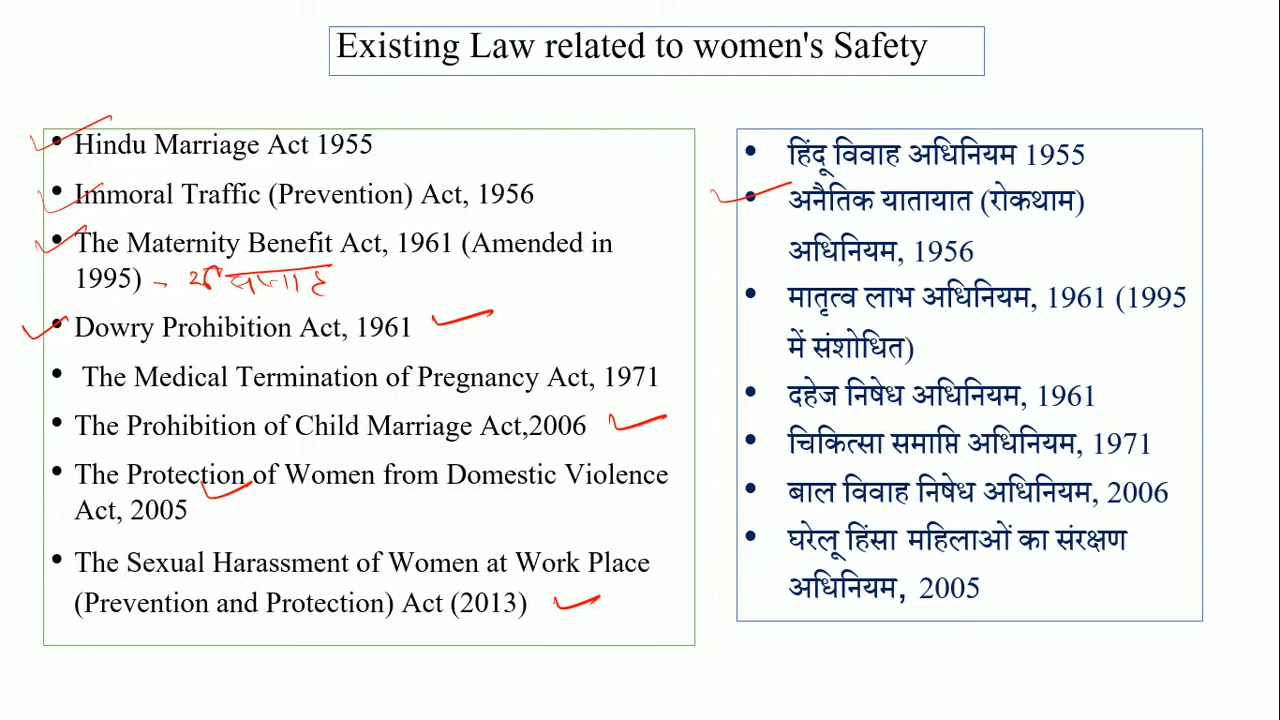 Existing Law related to women's Safety
• Hindu Marriage Act 1955
• Immoral Traffic (Prevention) Act, 1956
• The Maternity Benefit Act, 1961 (Amended in
1995) - सप्ताह
• Dowry Prohibition Act, 1961
• The Medical Termination of Pregnancy Act, 1971
• The Prohibition of Child Marriage Act,2006
• The Protection of Women from Domestic Violence
Act, 2005
• The Sexual Harassment of Women at Work Place
(Prevention and Protection) Act (2013)
• हिंदू विवाह अधिनियम 1955
• अनैतिक यातायात (रोकथाम)
अधिनियम, 1956
• मातृत्व लाभ अधिनियम, 1961 (1995
में संशोधित)
• दहेज निषेध अधिनियम, 1961
• चिकित्सा समाप्ति अधिनियम, 1971
• बाल विवाह निषेध अधिनियम, 2006
• घरेलू हिंसा महिलाओं का संरक्षण
अधिनियम, 2005